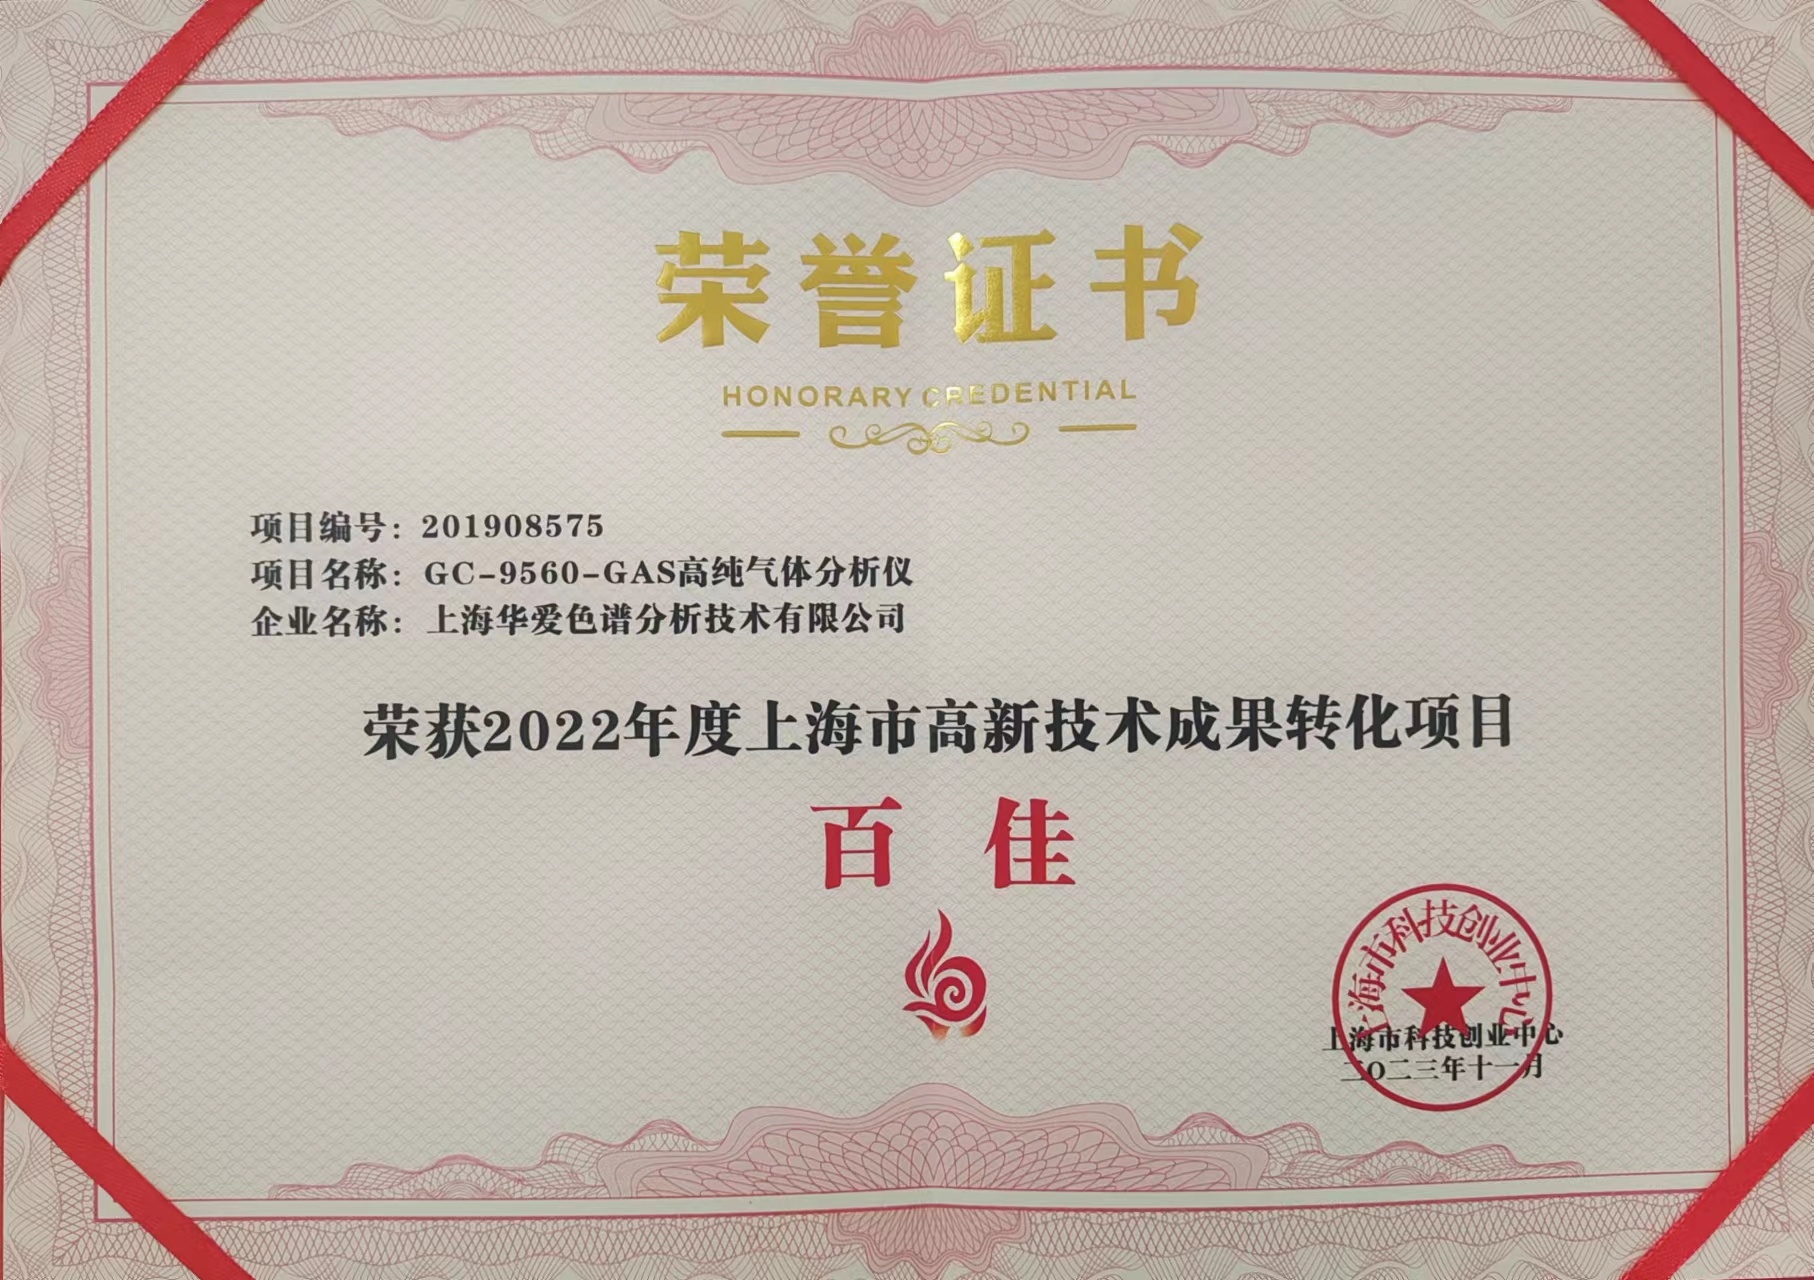 荣誉证书
HONORARY CREDENTIAL
项目编号：201908575
项目名称：GC-9560-GAS高纯气体分析仪
企业名称：上海华爱色谱分析技术有限公司
荣获2022年度上海市高新技术成果转化项目
百佳
上海市科技创业中心
上海市科技创业中心
二〇二三年十一月